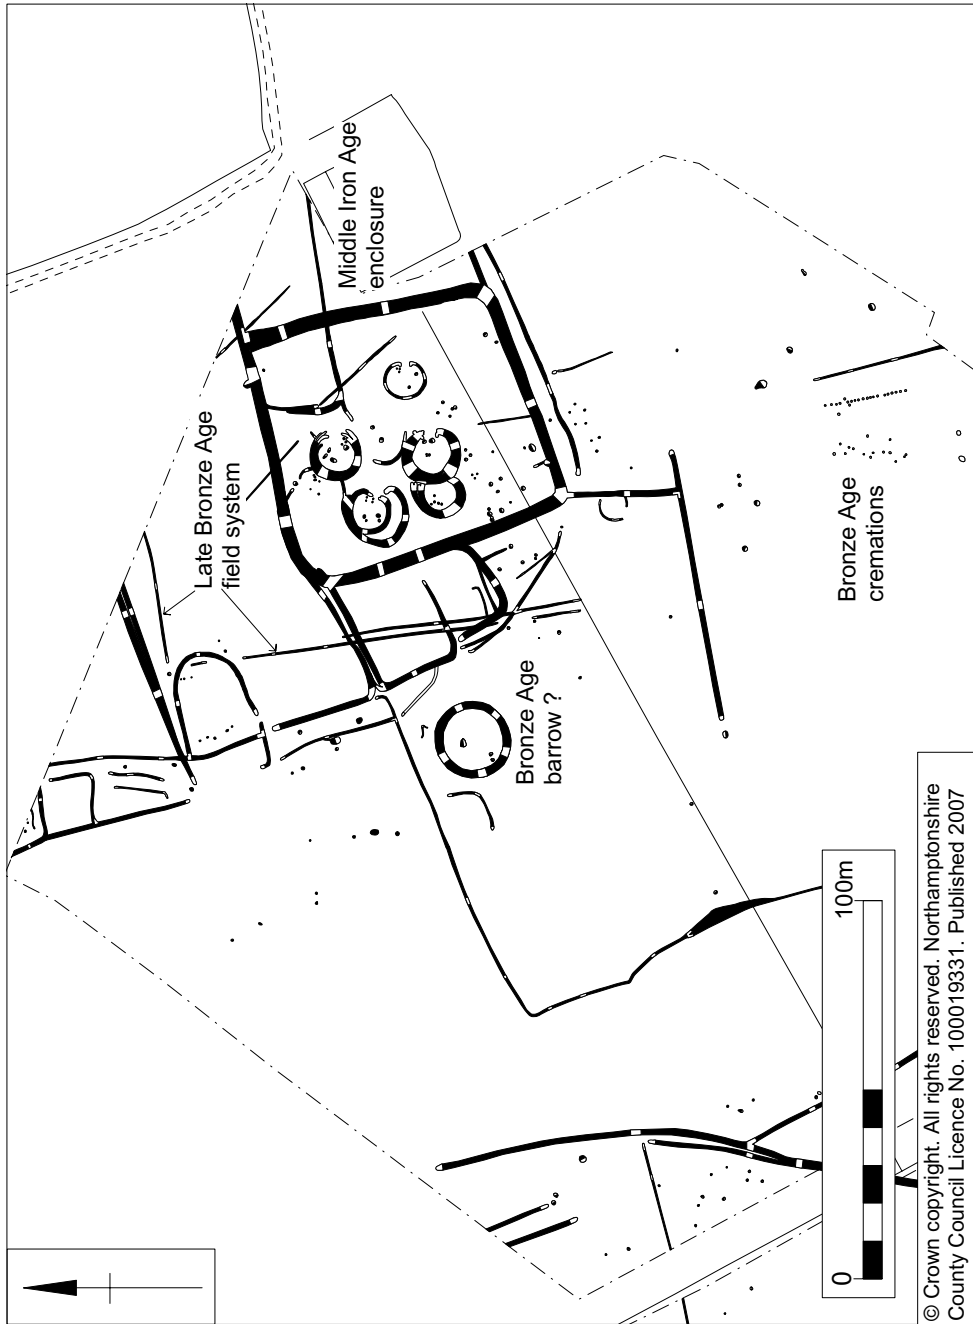 Middle Iron Age
enclosure
Late Bronze Age
field system
Bronze Age
barrow ?
Bronze Age
cremations
0
100m
© Crown copyright. All rights reserved. Northamptonshire
County Council Licence No. 100019331. Published 2007